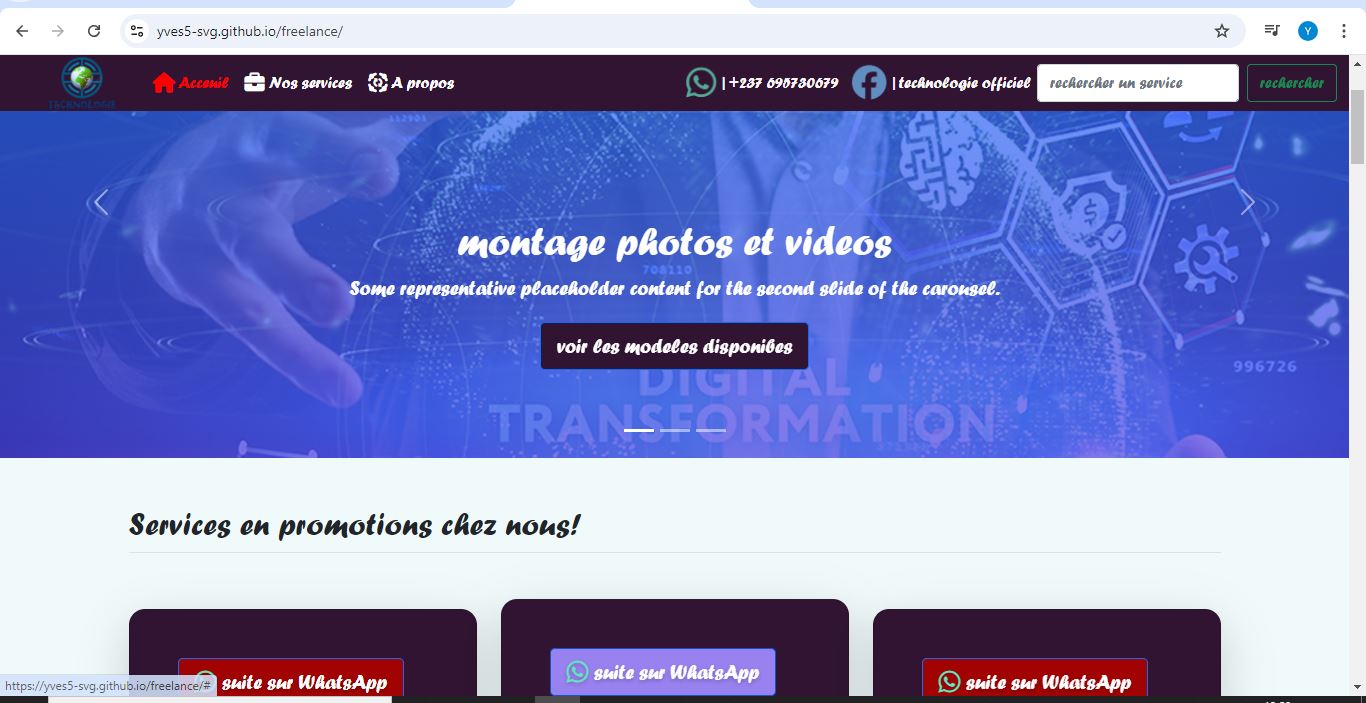 yves5-svg.github.io/freelance/
Y
TECHNOLOGIE
Acceuil
Nos services
A propos
| +237 695730679
| technologie officiel
rechercher un service
rechercher
112901
montage photos et videos
708110
Some representative placeholder content for the second slide of the carousel.
voir les modeles disponibes
996726
DIGITAL
TRANSFORMATION
Services en promotions chez nous!
suite sur WhatsApp
suite sur WhatsApp
suite sur WhatsApp
https://yves5-svg.github.io/freelance/#